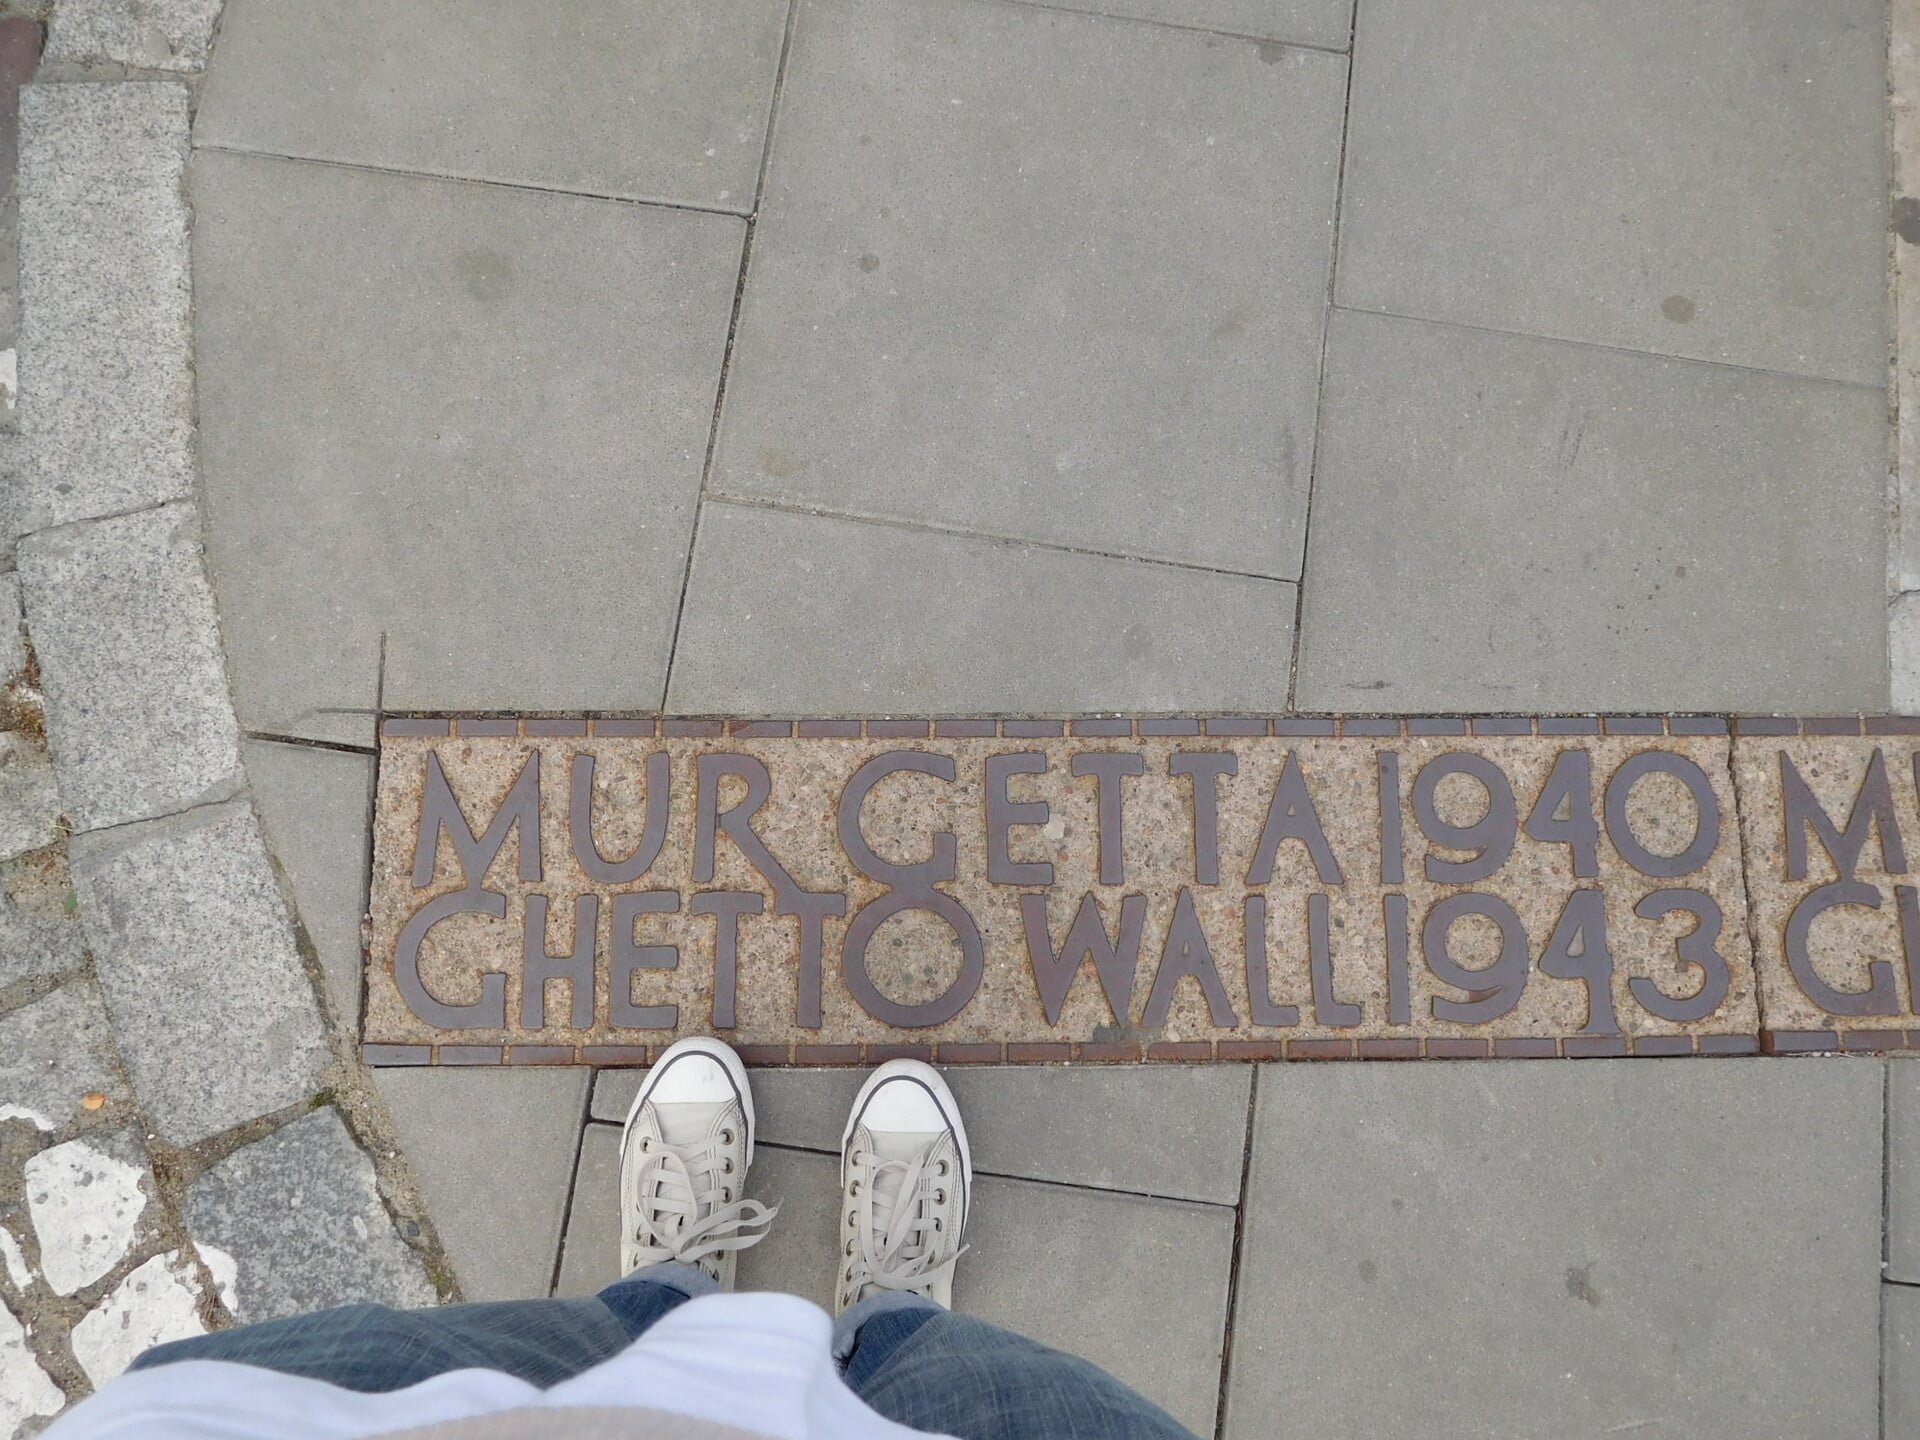 MUR GETTA 1940
GHETTO WALL 1943
M
G